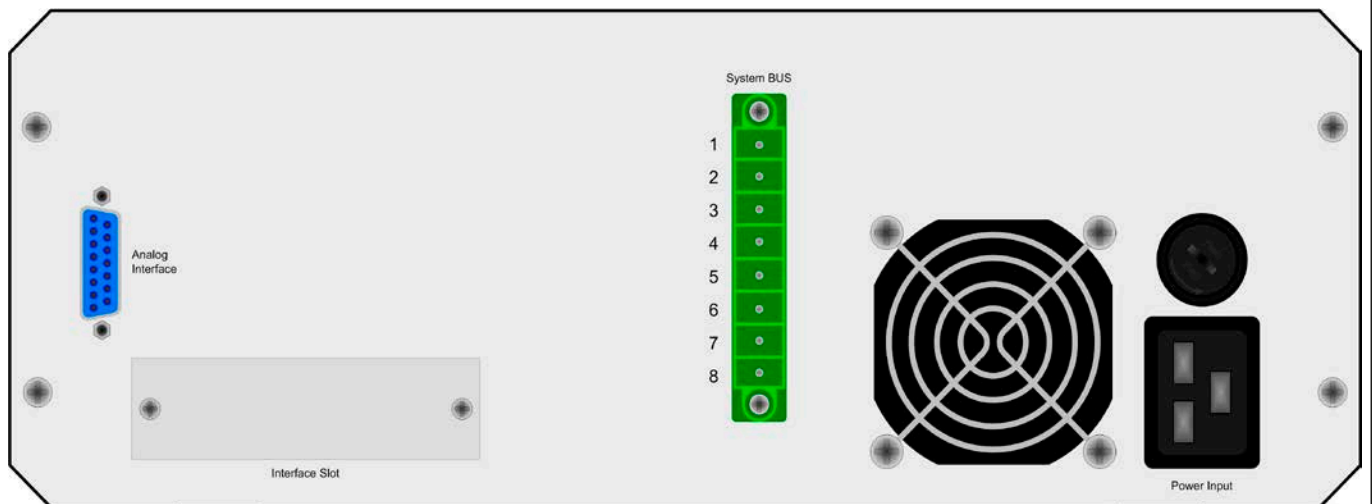 System BUS
1
2
3
4
5
6
7
8
Analog
Interface
Interface Slot
Power Input